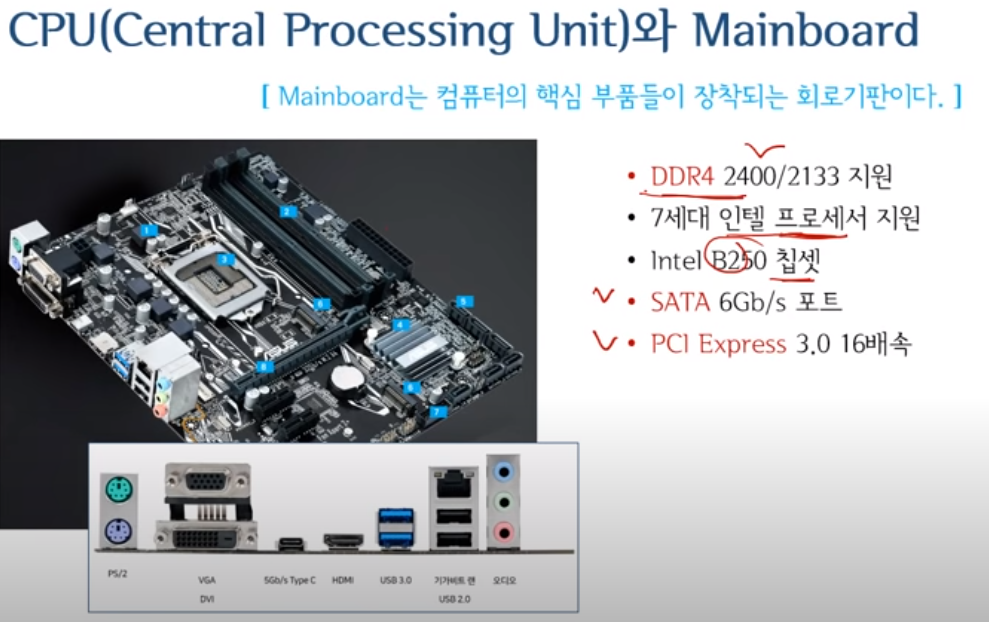 CPU(Central Processing Unit)와 Mainboard
[ Mainboard는 컴퓨터의 핵심 부품들이 장착되는 회로기판이다. ]
• DDR4 2400/2133 지원
• 7세대 인텔 프로세서 지원
• Intel B250 칩셋
• SATA 6Gb/s 포트
• PCI Express 3.0 16배속
1
2
3
6
5
4
8
6
7
PS/2
VGA
DVI
5Gb/s Type C
HDMI
USB 3.0
기가비트 랜
USB 2.0
오디오